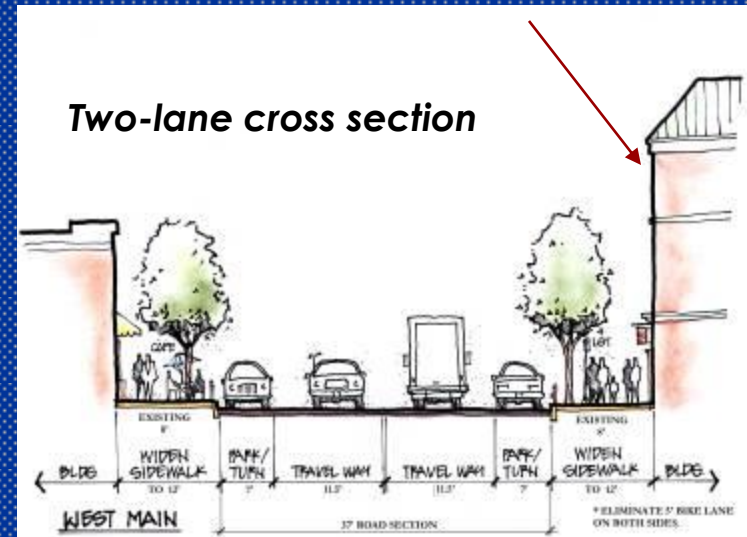 Two-lane cross section
CAFE
LGT
EXISTING
8'
EXISTING
8'
BLDG
WIDEN
SIDEWALK
TO 12'
PARK/
TURN
7'
TRAVEL WAY
11.5'
TRAVEL WAY
11.5'
PARK/
TURN
7'
WIDEN
SIDEWALK
TO 12'
BLDG.
WEST MAIN
37' ROAD SECTION
* ELIMINATE 5' BIKE LANE
ON BOTH SIDES.